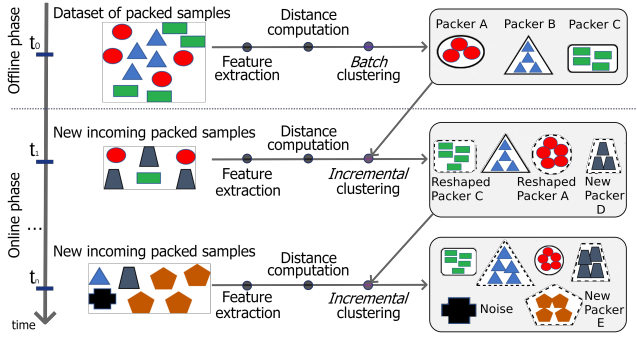 Offline phase
Online phase
t₀
t₁
...
tₙ
time
Dataset of packed samples
Distance
computation
Feature
extraction
Batch
clustering
Packer A
Packer B
Packer C
New incoming packed samples
Distance
computation
Feature
extraction
Incremental
clustering
Reshaped
Packer C
Reshaped
Packer A
New
Packer
D
New incoming packed samples
Distance
computation
Feature
extraction
Incremental
clustering
Noise
New
Packer
E